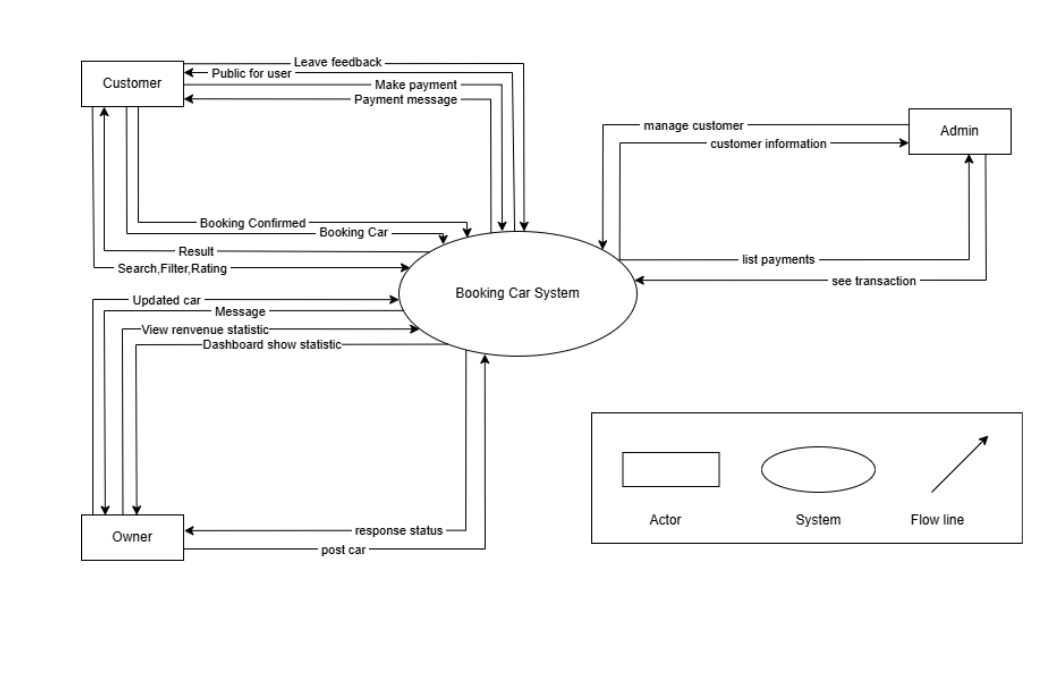 Leave feedback
Public for user
Customer
Make payment
Payment message
manage customer
Admin
customer information
Booking Confirmed
Booking Car
Result
list payments
Search,Filter,Rating
see transaction
Booking Car System
Updated car
Message
View renvenue statistic
Dashboard show statistic
Actor
System
Flow line
response status
Owner
post car